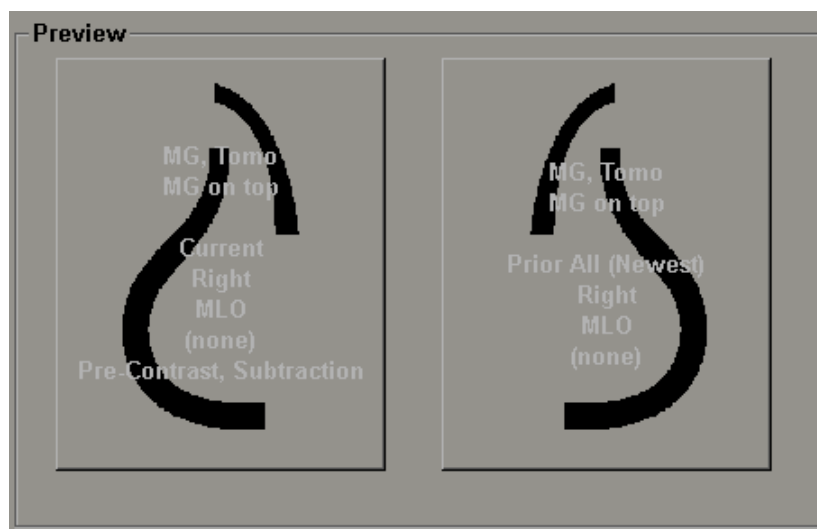 Preview
MG, Tomo
MG on top
Current
Right
MLO
(none)
Pre-Contrast, Subtraction
MG, Tomo
MG on top
Prior All (Newest)
Right
MLO
(none)